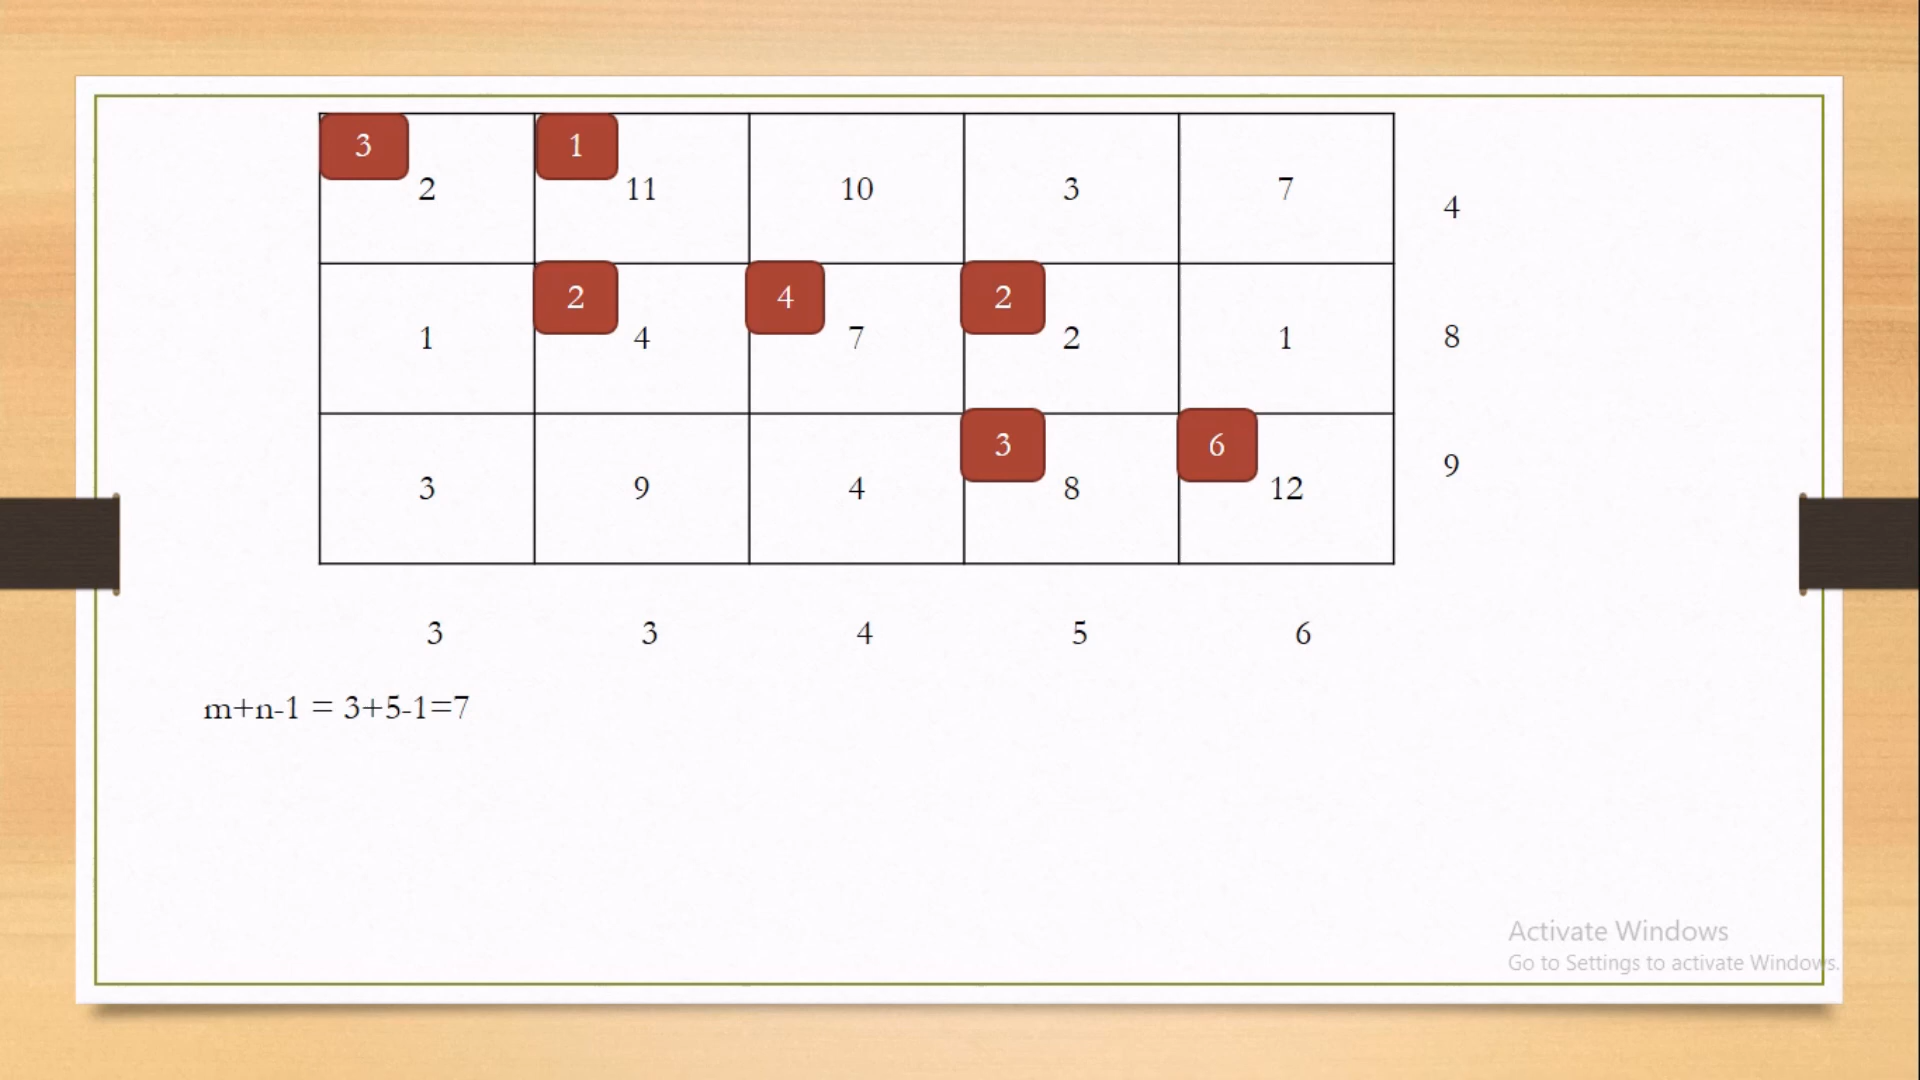 3 1
2 11 10 3 7 4
2 4 2
1 4 7 2 1 8
3 6
3 9 4 8 12 9
3 3 4 5 6
m+n-1 = 3+5-1=7
Activate Windows
Go to Settings to activate Windows.